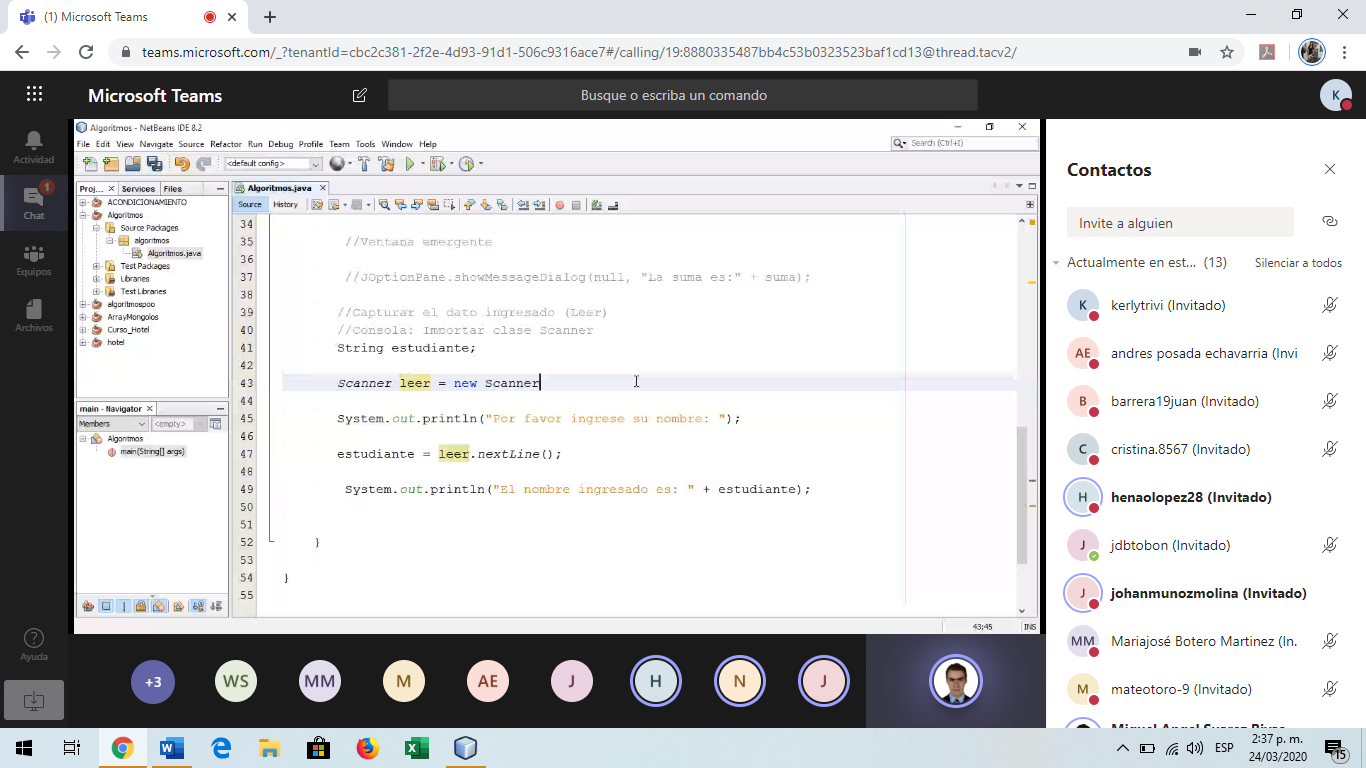 (1) Microsoft Teams
teams.microsoft.com/_?tenantId=cbc2c381-2f2e-4d93-91d1-506c9316ace7#/calling/19:8880335487bb4c53b0323523baf1cd13@thread.tacv2/
Microsoft Teams
Busque o escriba un comando
K
Actividad
1
Chat
Equipos
Archivos
Ayuda
Algoritmos - NetBeans IDE 8.2
File Edit View Navigate Source Refactor Run Debug Profile Team Tools Window Help
Search (Ctrl+I)
<default config>
Proj... Services Files
ACONDICIONAMIENTO
Algoritmos
Source Packages
algoritmos
Algoritmos.java
Test Packages
Libraries
Test Libraries
algoritmospoo
ArrayMongolos
Curso_Hotel
hotel
main - Navigator
Members <empty>
Algoritmos
main(String[] args)
Algoritmos.java
Source History
34
35 //Ventana emergente
36
37 //JOptionPane.showMessageDialog(null, "La suma es:" + suma);
38
39 //Capturar el dato ingresado (Leer)
40 //Consola: Importar clase Scanner
41 String estudiante;
42
43 Scanner leer = new Scanner
44
45 System.out.println("Por favor ingrese su nombre: ");
46
47 estudiante = leer.nextLine();
48
49 System.out.println("El nombre ingresado es: " + estudiante);
50
51
52 }
53
54 }
55
43:45 INS
+3 WS MM M AE J H N J
Contactos
Invite a alguien
Actualmente en est... (13) Silenciar a todos
K kerlytrivi (Invitado)
AE andres posada echavarria (Invi
B barrera19juan (Invitado)
C cristina.8567 (Invitado)
H henaolopez28 (Invitado)
J jdbtobon (Invitado)
J johanmunozmolina (Invitado)
MM Mariajosé Botero Martinez (In.
M mateotoro-9 (Invitado)
ESP
2:37 p. m.
24/03/2020
15